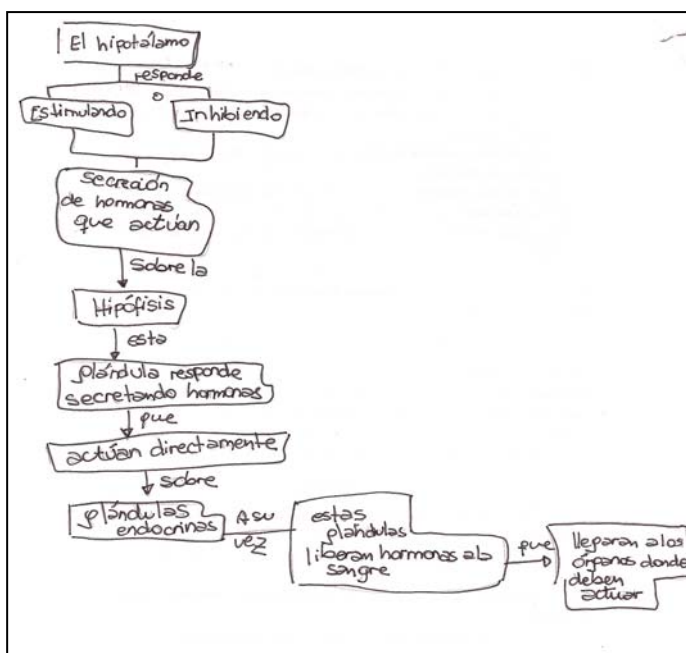 El hipotálamo
responde
o
Estimulando
Inhibiendo
secreción
de hormonas
que actúan
sobre la
Hipófisis
esta
glándula responde
secretando hormonas
que
actúan directamente
sobre
glándulas
endocrinas
A su
vez
estas
glándulas
liberan hormonas a la
sangre
que
llegaran a los
órganos donde
deben
actuar